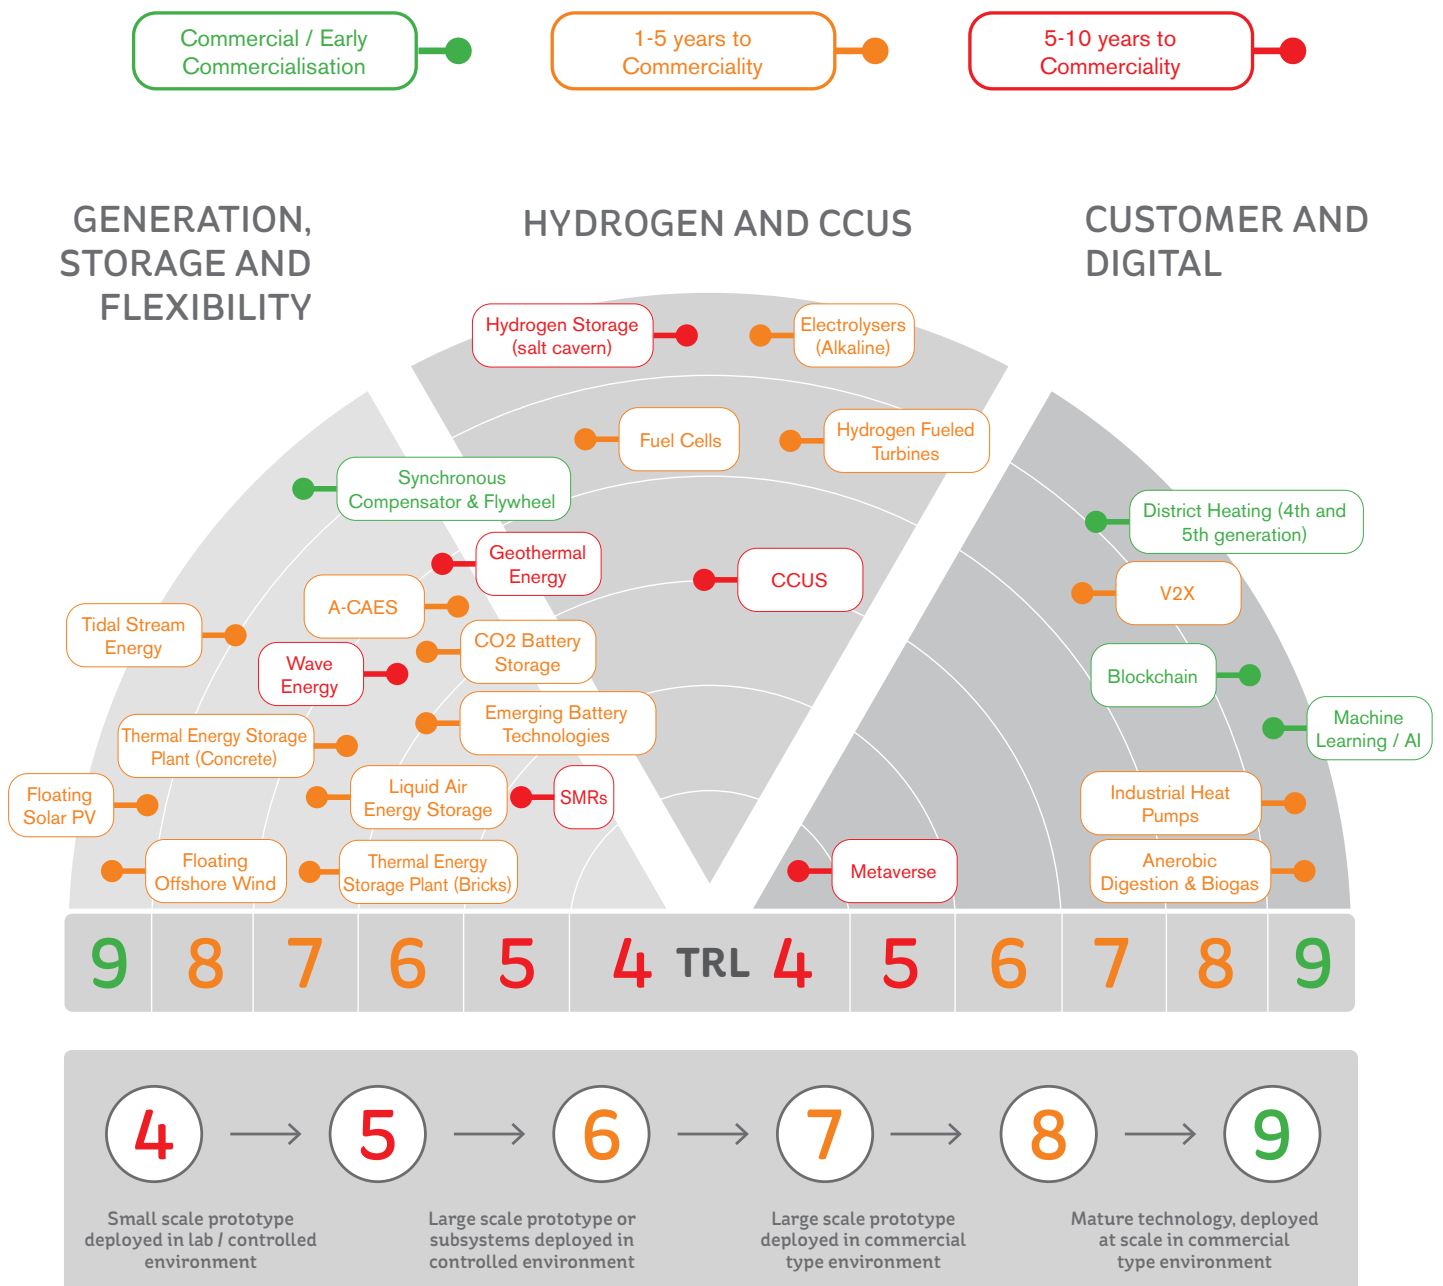 Commercial / Early
Commercialisation
1-5 years to
Commerciality
5-10 years to
Commerciality
GENERATION,
STORAGE AND
FLEXIBILITY
HYDROGEN AND CCUS
CUSTOMER AND
DIGITAL
Hydrogen Storage
(salt cavern)
Electrolysers
(Alkaline)
Fuel Cells
Hydrogen Fueled
Turbines
Synchronous
Compensator & Flywheel
District Heating (4th and
5th generation)
Geothermal
Energy
CCUS
V2X
A-CAES
Tidal Stream
Energy
CO2 Battery
Storage
Wave
Energy
Blockchain
Emerging Battery
Technologies
Machine
Learning / AI
Thermal Energy Storage
Plant (Concrete)
Floating
Solar PV
Liquid Air
Energy Storage
SMRs
Industrial Heat
Pumps
Floating
Offshore Wind
Thermal Energy
Storage Plant (Bricks)
Metaverse
Anerobic
Digestion & Biogas
9 8 7 6 5 4 TRL 4 5 6 7 8 9
4 5 6 7 8 9
Small scale prototype
deployed in lab / controlled
environment
Large scale prototype or
subsystems deployed in
controlled environment
Large scale prototype
deployed in commercial
type environment
Mature technology, deployed
at scale in commercial
type environment